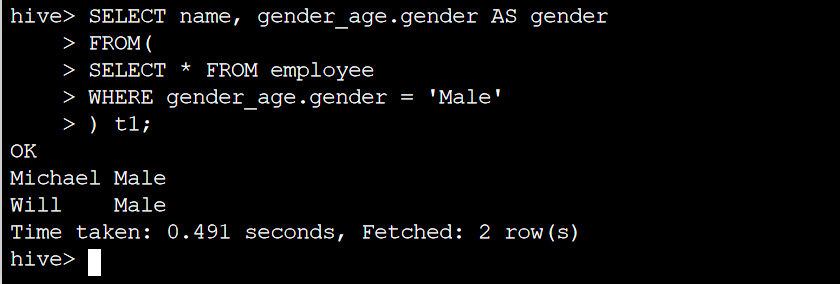 hive> SELECT name, gender_age.gender AS gender
    > FROM(
    > SELECT * FROM employee
    > WHERE gender_age.gender = 'Male'
    > ) t1;
OK
Michael Male
Will    Male
Time taken: 0.491 seconds, Fetched: 2 row(s)
hive>